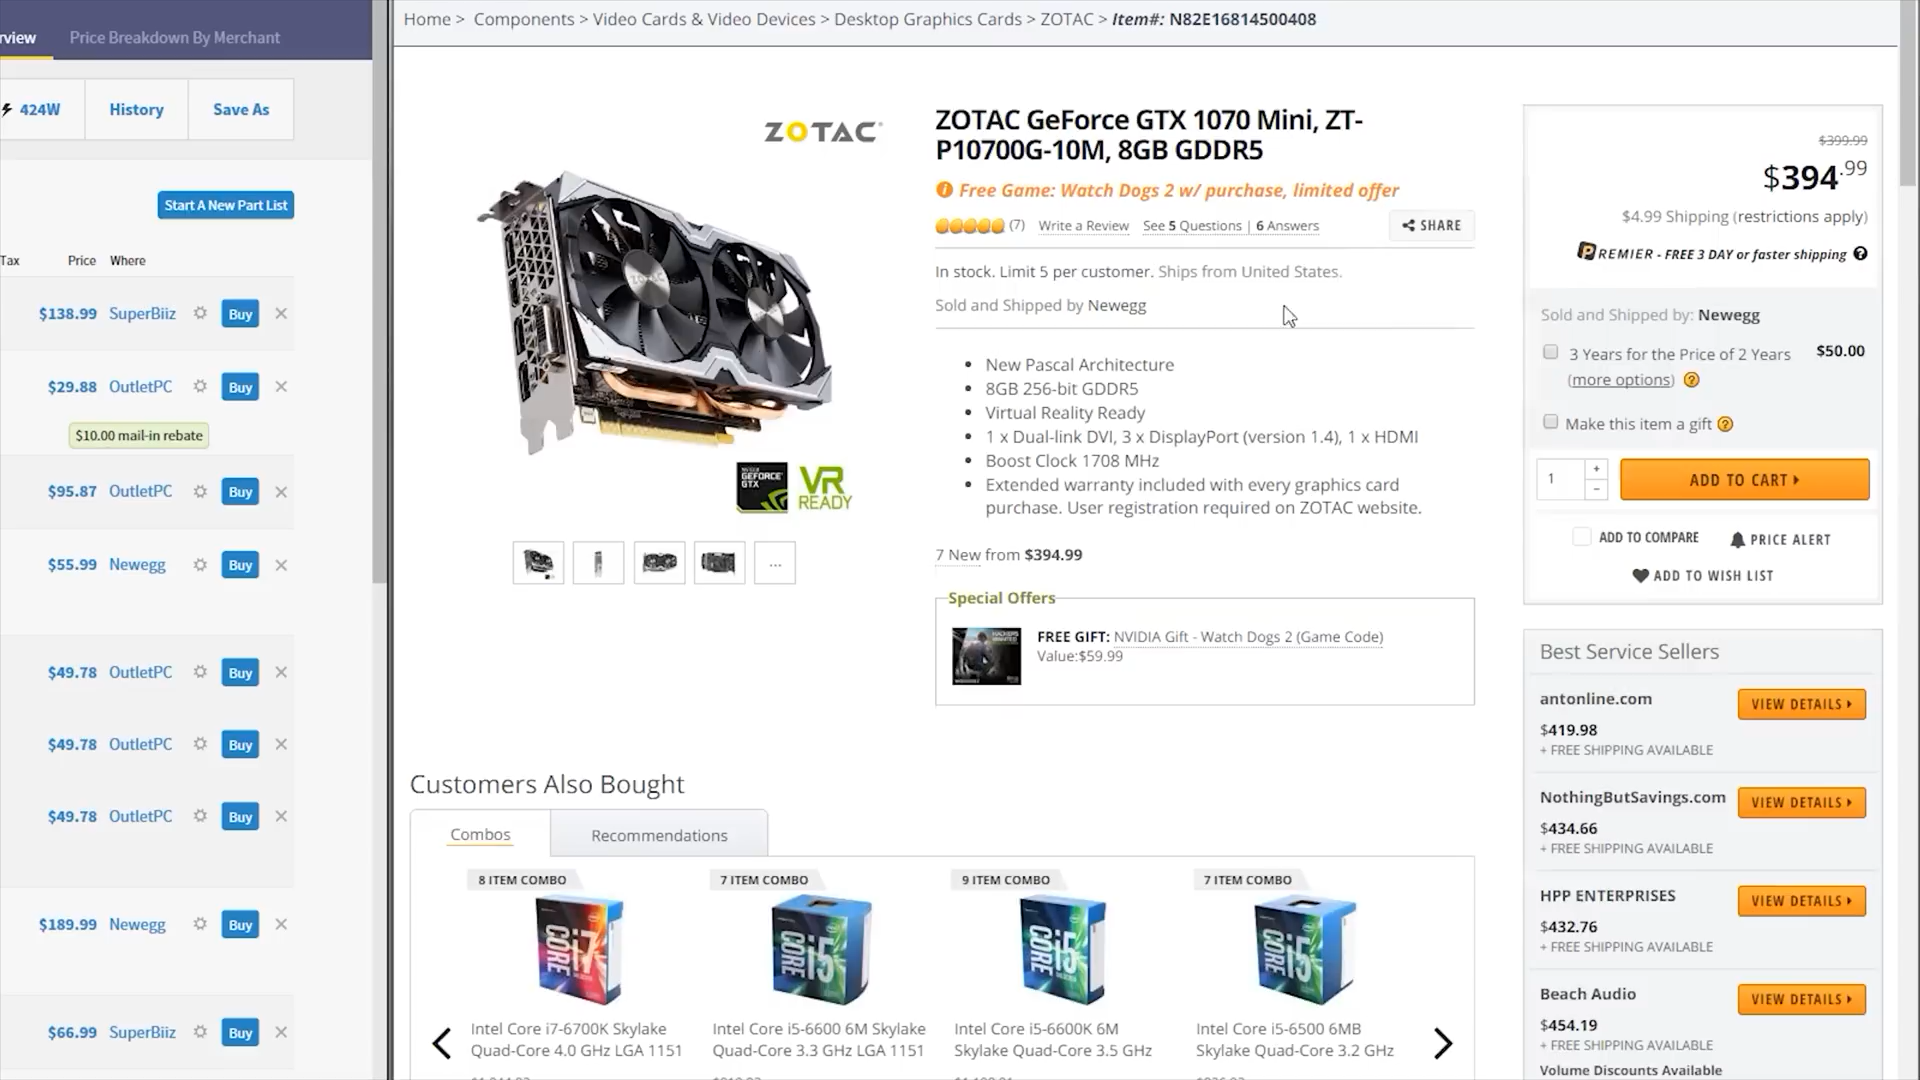 rview
Price Breakdown By Merchant
424W
History
Save As
Start A New Part List
Tax
Price
Where
$138.99 SuperBiiz Buy
$29.88 OutletPC Buy
$10.00 mail-in rebate
$95.87 OutletPC Buy
$55.99 Newegg Buy
$49.78 OutletPC Buy
$49.78 OutletPC Buy
$49.78 OutletPC Buy
$189.99 Newegg Buy
$66.99 SuperBiiz Buy
Home > Components > Video Cards & Video Devices > Desktop Graphics Cards > ZOTAC > Item#: N82E16814500408
ZOTAC
GEFORCE
GTX
VR
READY
...
ZOTAC GeForce GTX 1070 Mini, ZT-
P10700G-10M, 8GB GDDR5
Free Game: Watch Dogs 2 w/ purchase, limited offer
(7) Write a Review See 5 Questions | 6 Answers
SHARE
In stock. Limit 5 per customer. Ships from United States.
Sold and Shipped by Newegg
New Pascal Architecture
8GB 256-bit GDDR5
Virtual Reality Ready
1 x Dual-link DVI, 3 x DisplayPort (version 1.4), 1 x HDMI
Boost Clock 1708 MHz
Extended warranty included with every graphics card
purchase. User registration required on ZOTAC website.
7 New from $394.99
Special Offers
FREE GIFT: NVIDIA Gift - Watch Dogs 2 (Game Code)
Value:$59.99
$399.99
$394.99
$4.99 Shipping (restrictions apply)
PREMIER - FREE 3 DAY or faster shipping
Sold and Shipped by: Newegg
3 Years for the Price of 2 Years $50.00
(more options)
Make this item a gift
1
+
-
ADD TO CART
ADD TO COMPARE
PRICE ALERT
ADD TO WISH LIST
Best Service Sellers
antonline.com
VIEW DETAILS
$419.98
+ FREE SHIPPING AVAILABLE
NothingButSavings.com
VIEW DETAILS
$434.66
+ FREE SHIPPING AVAILABLE
HPP ENTERPRISES
VIEW DETAILS
$432.76
+ FREE SHIPPING AVAILABLE
Beach Audio
VIEW DETAILS
$454.19
+ FREE SHIPPING AVAILABLE
Volume Discounts Available
Customers Also Bought
Combos
Recommendations
8 ITEM COMBO
7 ITEM COMBO
9 ITEM COMBO
7 ITEM COMBO
CORE i7
CORE i5
CORE i5
CORE i5
Intel Core i7-6700K Skylake
Quad-Core 4.0 GHz LGA 1151
Intel Core i5-6600 6M Skylake
Quad-Core 3.3 GHz LGA 1151
Intel Core i5-6600K 6M
Skylake Quad-Core 3.5 GHz
Intel Core i5-6500 6MB
Skylake Quad-Core 3.2 GHz